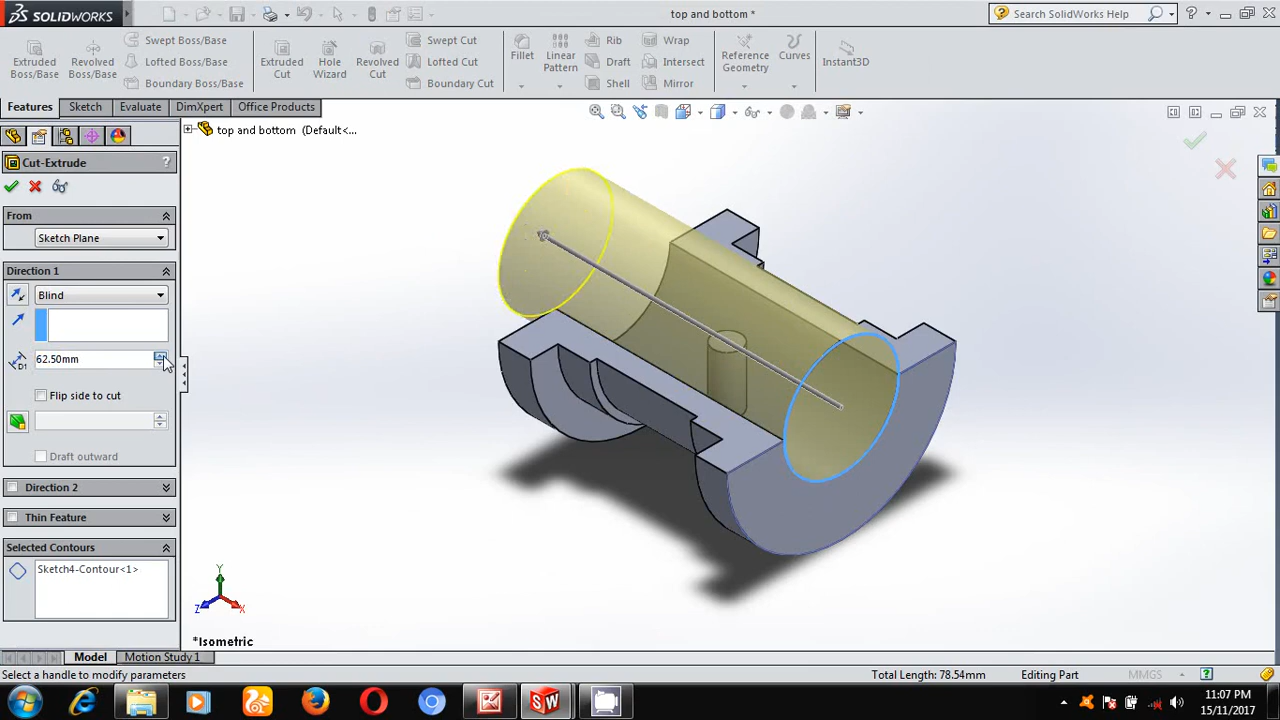 SOLIDWORKS
top and bottom *
Search SolidWorks Help
Extruded Boss/Base
Revolved Boss/Base
Swept Boss/Base
Lofted Boss/Base
Boundary Boss/Base
Extruded Cut
Hole Wizard
Revolved Cut
Swept Cut
Lofted Cut
Boundary Cut
Fillet
Linear Pattern
Rib
Draft
Shell
Wrap
Intersect
Mirror
Reference Geometry
Curves
Instant3D
Features
Sketch
Evaluate
DimXpert
Office Products
top and bottom (Default<...
Cut-Extrude
?
From
Sketch Plane
Direction 1
Blind
D1
62.50mm
Flip side to cut
Draft outward
Direction 2
Thin Feature
Selected Contours
Sketch4-Contour<1>
Y
Z
X
*Isometric
Model
Motion Study 1
Select a handle to modify parameters
Total Length: 78.54mm
Editing Part
MMGS
?
SW
11:07 PM
15/11/2017